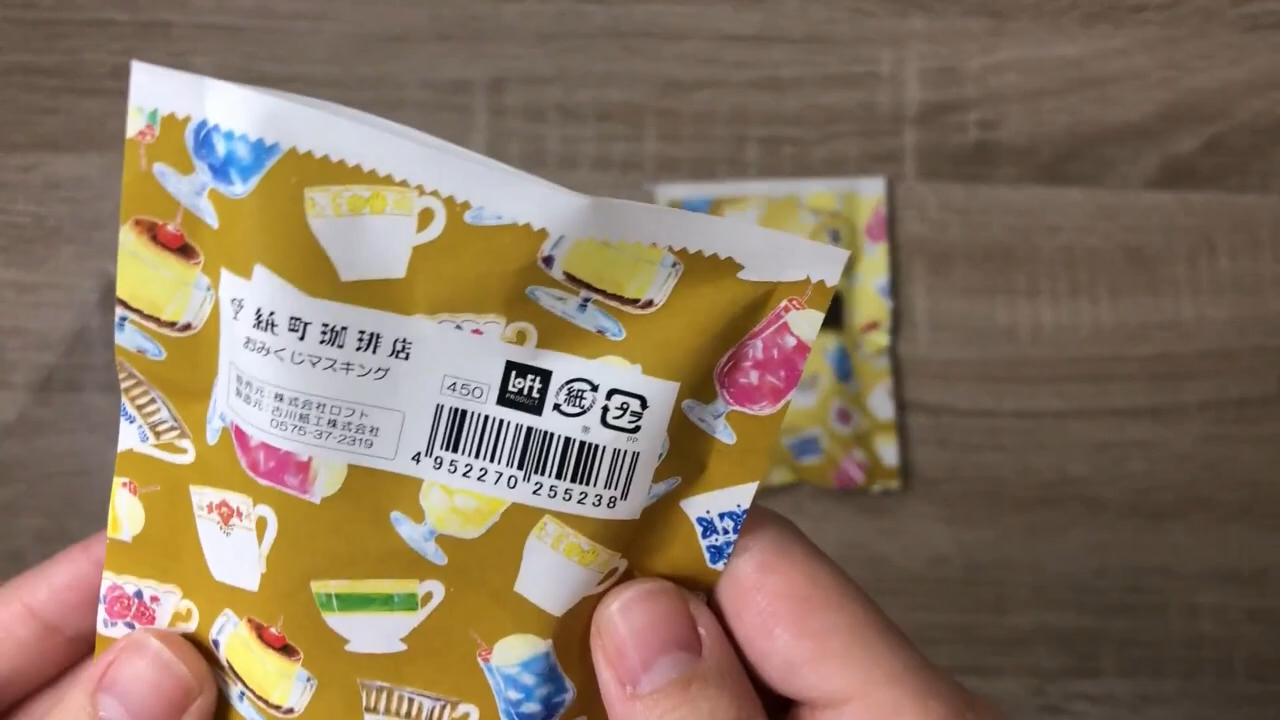 紙町珈琲店
おみくじマスキング
販売元:株式会社ロフト
製造元:古川紙工株式会社
0575-37-2319
450
LOFT
PRODUCT
紙
プラ
PP
4 952270 255238